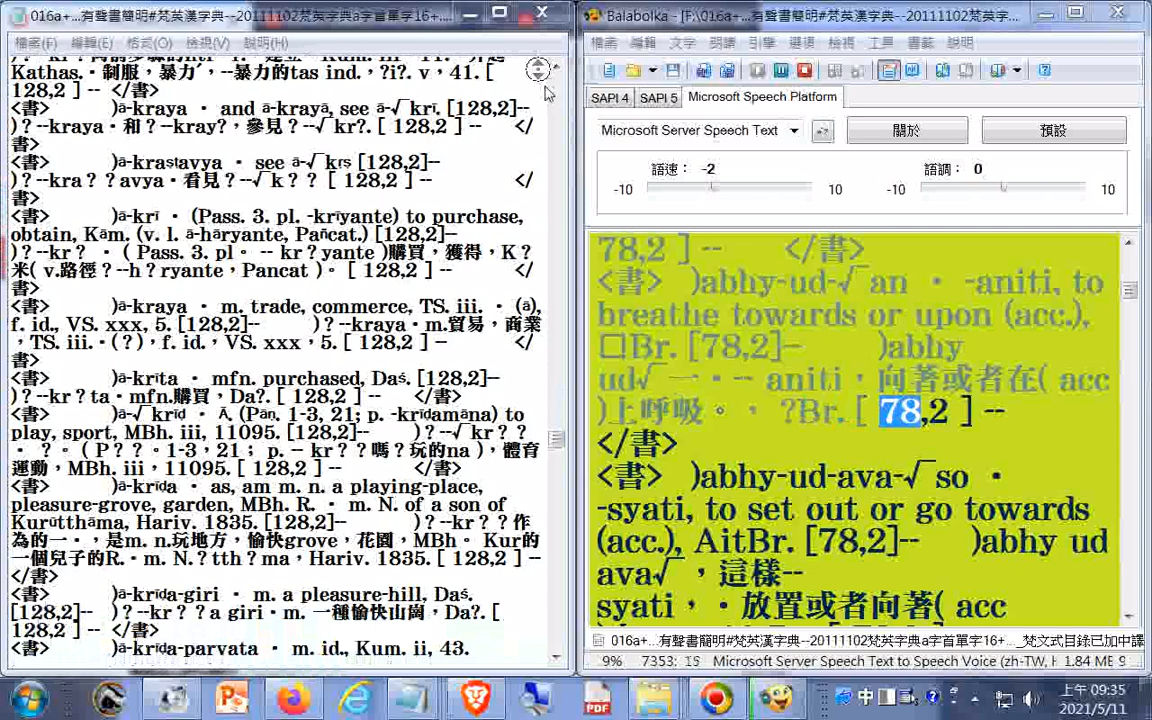 016a+...有聲書簡明#梵英漢字典--20111102梵英字典a字首單字16+...
檔案(F) 編輯(E) 格式(O) 檢視(V) 說明(H)
Kathas.‧制服，暴力′，--暴力的tas ind.，?i?. v，41. [
128,2 ] -- </書>
<書> )ā-kraya ‧ and ā-krayā, see ā-√krī. [128,2]--
)? --kraya‧和? --kray?，參見? --√kr?. [ 128,2 ] -- </
書>
<書> )ā-kraṣṭavya ‧ see ā-√kṛṣ [128,2]--
)? --kra? ? avya‧看見? --√k? ? ? [ 128,2 ] -- </
書>
<書> )ā-krī ‧ (Pass. 3. pl. -krīyante) to purchase,
obtain, Kām. (v. l. ā-hāryante, Pañcat.) [128,2]--
)? --kr? ‧ ( Pass. 3. pl。-- kr? yante )購買，獲得，K?
米( v.路徑? --h? ryante，Pancat )。 [ 128,2 ] -- </
書>
<書> )ā-kraya ‧ m. trade, commerce, TS. iii. ‧ (ā),
f. id., VS. xxx, 5. [128,2]-- )? --kraya‧m.貿易，商業
，TS. iii.‧(? )，f. id.，VS. xxx，5. [ 128,2 ] -- </
書>
<書> )ā-krīta ‧ mfn. purchased, Daś. [128,2]--
)? --kr? ta‧mfn.購買，Da?. [ 128,2 ] -- </書>
<書> )ā-√krīḍ ‧ Ā. (Pāṇ. 1-3, 21; p. -krīḍamāna) to
play, sport, MBh. iii, 11095. [128,2]-- )? --√kr? ?
‧ ? 。( P? ? 。1-3，21； p. -- kr? ? 嗎? 玩的na )，體育
運動，MBh. iii，11095. [ 128,2 ] -- </書>
<書> )ā-krīḍa ‧ as, am m. n. a playing-place,
pleasure-grove, garden, MBh. R. ‧ m. N. of a son of
Kurūtthāma, Hariv. 1835. [128,2]-- )? --kr? ? 作
為的一‧，是m. n.玩地方，愉快grove，花園，MBh。 Kur的
一個兒子的R.‧m. N.? tth? ma，Hariv. 1835. [ 128,2 ] --
</書>
<書> )ā-krīḍa-giri ‧ m. a pleasure-hill, Daś.
[128,2]-- )? --kr? ? a giri‧m. 一種愉快山崗，Da?. [
128,2 ] -- </書>
<書> )ā-krīḍa-parvata ‧ m. id., Kum. ii, 43.
Balabolka - [F:\016a+...有聲書簡明#梵英漢字典--20111102梵英字...
檔案 編輯 文字 朗讀 引擎 選項 檢視 工具 書籤 說明
SAPI 4 SAPI 5 Microsoft Speech Platform
Microsoft Server Speech Text 關於 預設
語速： -2 語調： 0
-10 10 -10 10
78,2 ] -- </書>
<書> )abhy-ud-√an ‧ -aniti, to
breathe towards or upon (acc.),
□Br. [78,2]-- )abhy
ud√一‧-- aniti，向著或者在( acc
)上呼吸。， ?Br. [ 78,2 ] --
</書>
<書> )abhy-ud-ava-√so ‧
-syati, to set out or go towards
(acc.), AitBr. [78,2]-- )abhy ud
ava√，這樣--
syati，‧放置或者向著( acc
016a+...有聲書簡明#梵英漢字典--20111102梵英字典a字首單字16+..._梵文式目錄已加中譯
9% 7353: 15 Microsoft Server Speech Text to Speech Voice (zh-TW, H 1.84 MB 9
PDF
中
上午 09:35
2021/5/11